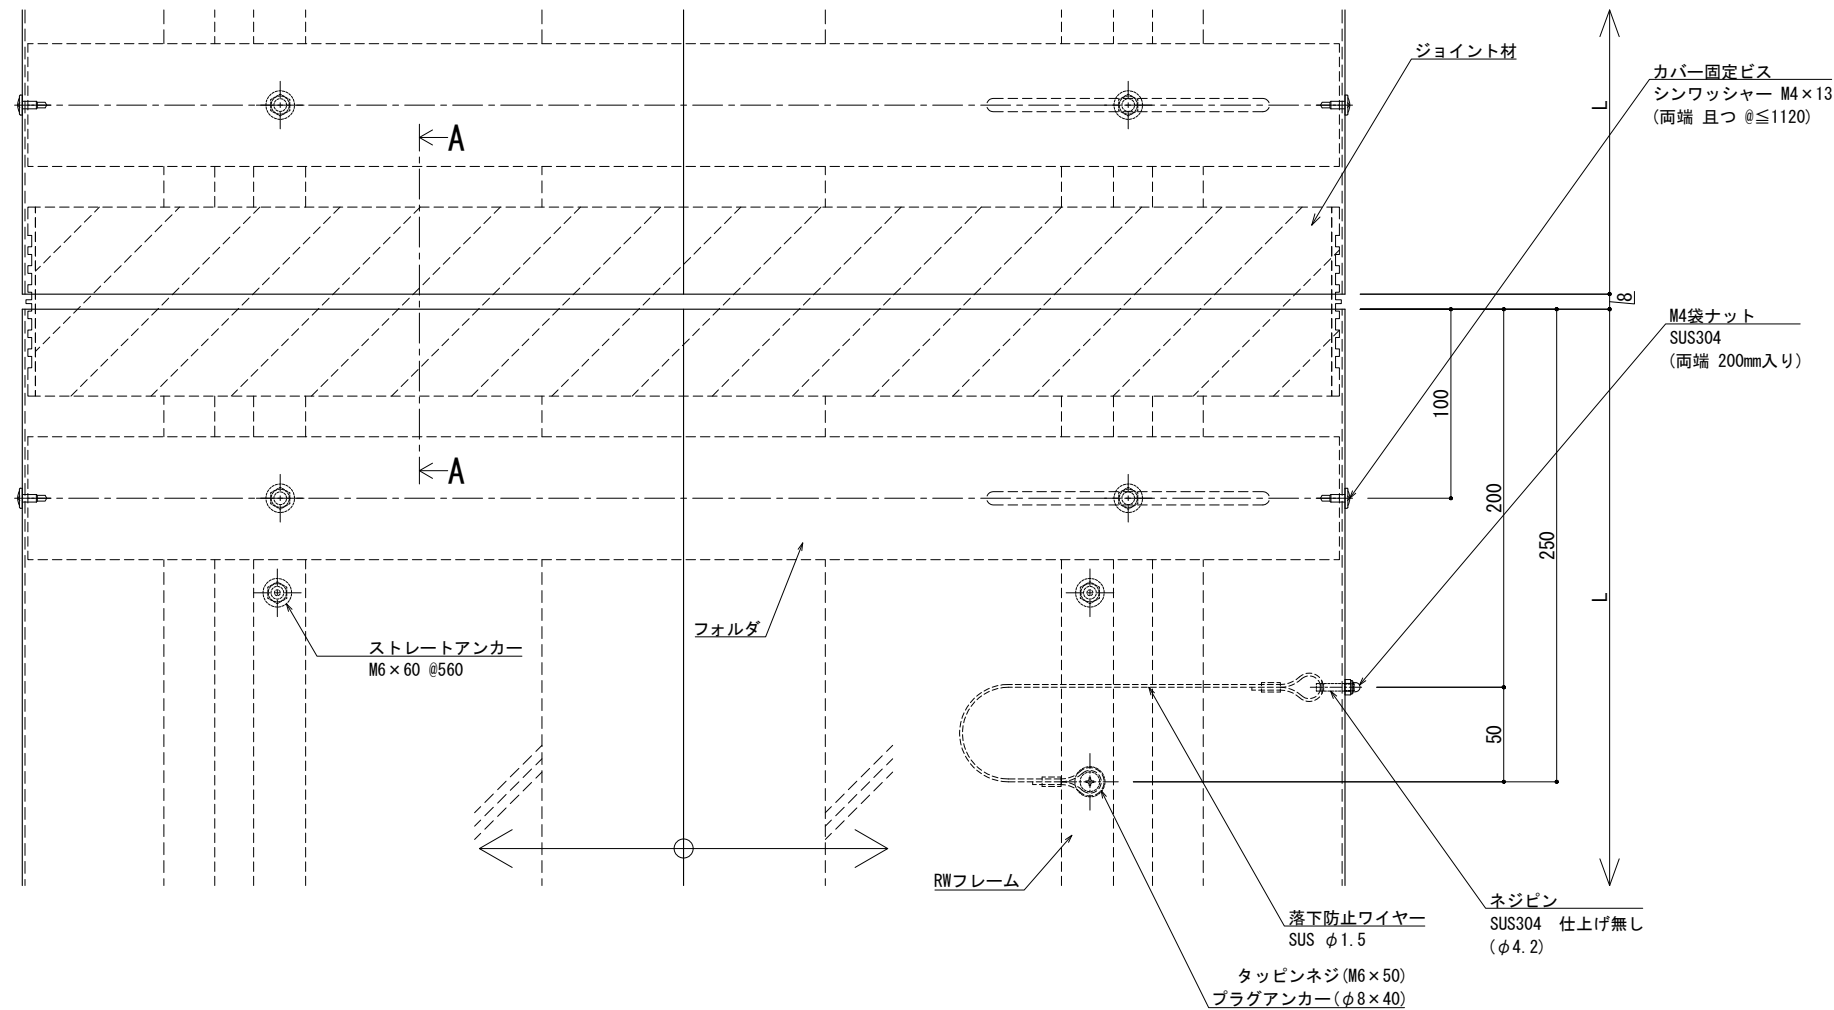 ジョイント材
カバー固定ビス
シンワッシャー M4×13
(両端 且つ @≦1120)
L
A
8
M4袋ナット
SUS304
(両端 200mm入り)
100
A
200
250
L
フォルダ
ストレートアンカー
M6×60 @560
50
RWフレーム
ネジピン
SUS304 仕上げ無し
(φ4.2)
落下防止ワイヤー
SUS φ1.5
タッピンネジ(M6×50)
プラグアンカー(φ8×40)